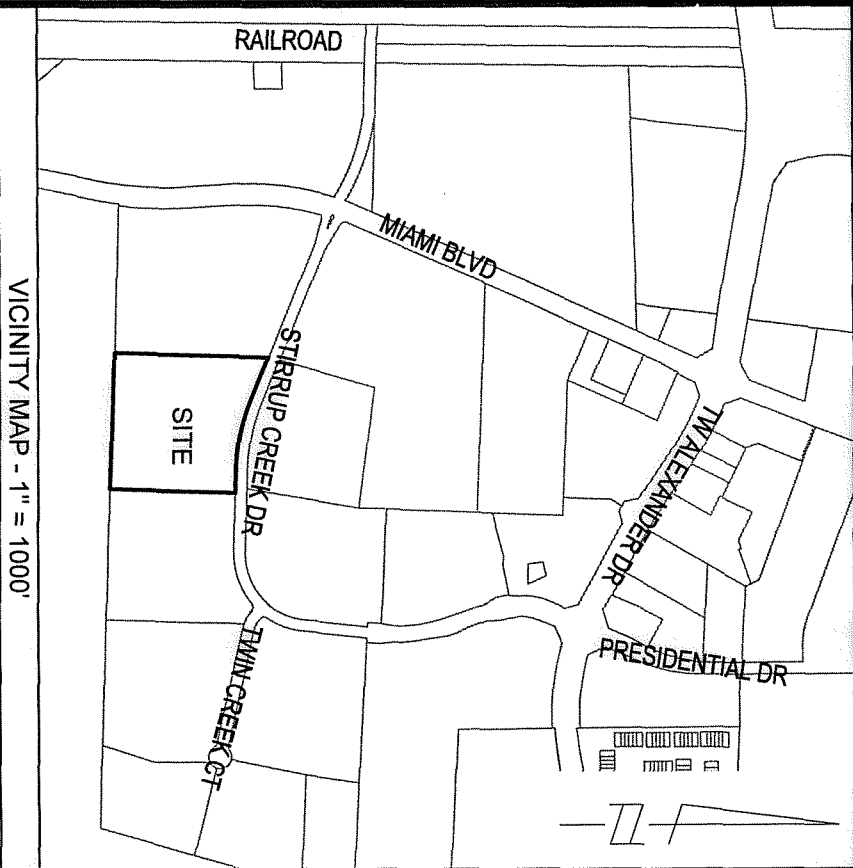 RAILROAD
MIAMI BLVD
STIRRUP CREEK DR
SITE
TW ALEXANDER DR
PRESIDENTIAL DR
TWIN CREEK CT
N
VICINITY MAP - 1" = 1000'